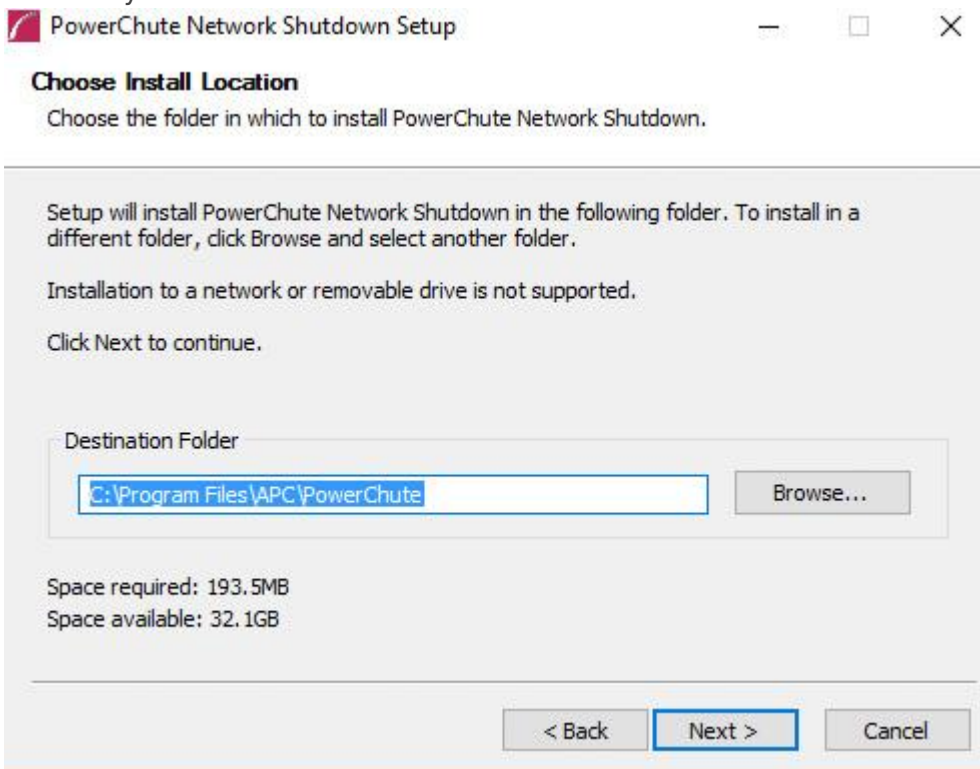 PowerChute Network Shutdown Setup
Choose Install Location
Choose the folder in which to install PowerChute Network Shutdown.
Setup will install PowerChute Network Shutdown in the following folder. To install in a
different folder, click Browse and select another folder.
Installation to a network or removable drive is not supported.
Click Next to continue.
Destination Folder
C:\Program Files\APC\PowerChute
Browse...
Space required: 193.5MB
Space available: 32.1GB
< Back Next > Cancel